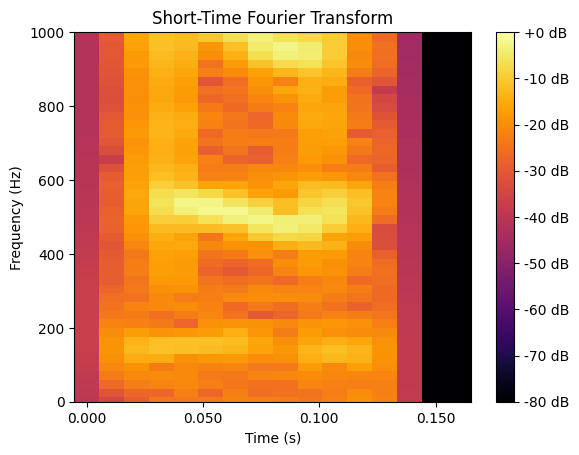 Short-Time Fourier Transform
1000
800
600
400
200
0
Frequency (Hz)
0.000
0.050
0.100
0.150
Time (s)
+0 dB
-10 dB
-20 dB
-30 dB
-40 dB
-50 dB
-60 dB
-70 dB
-80 dB